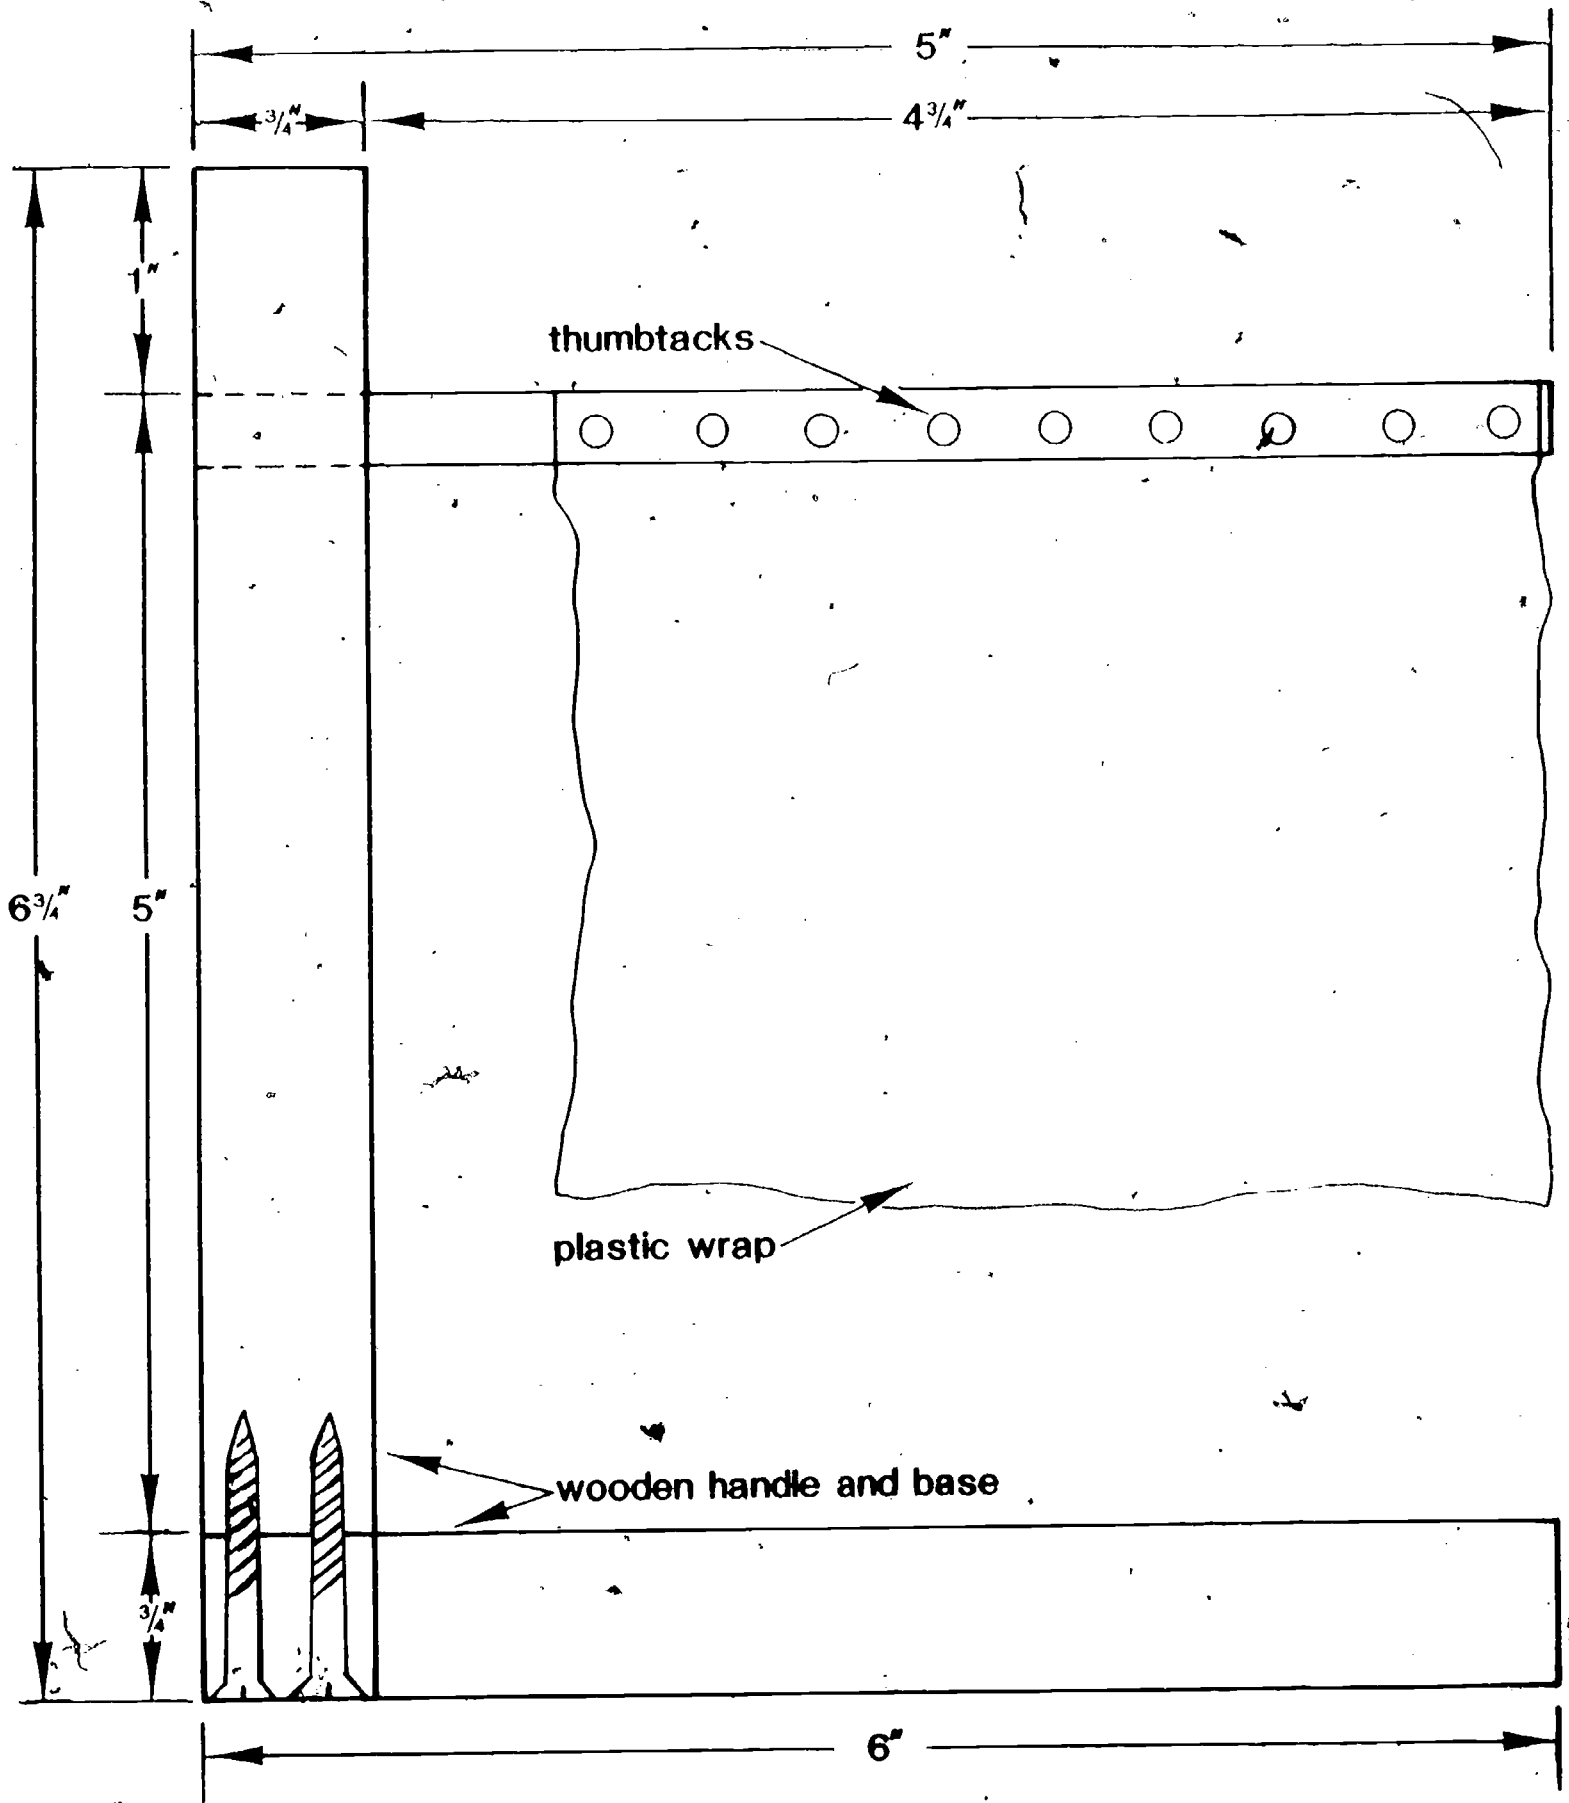 5"
3/4"
4 3/4"
1"
thumbtacks
6 3/4"
5"
plastic wrap
wooden handle and base
3/4"
6"